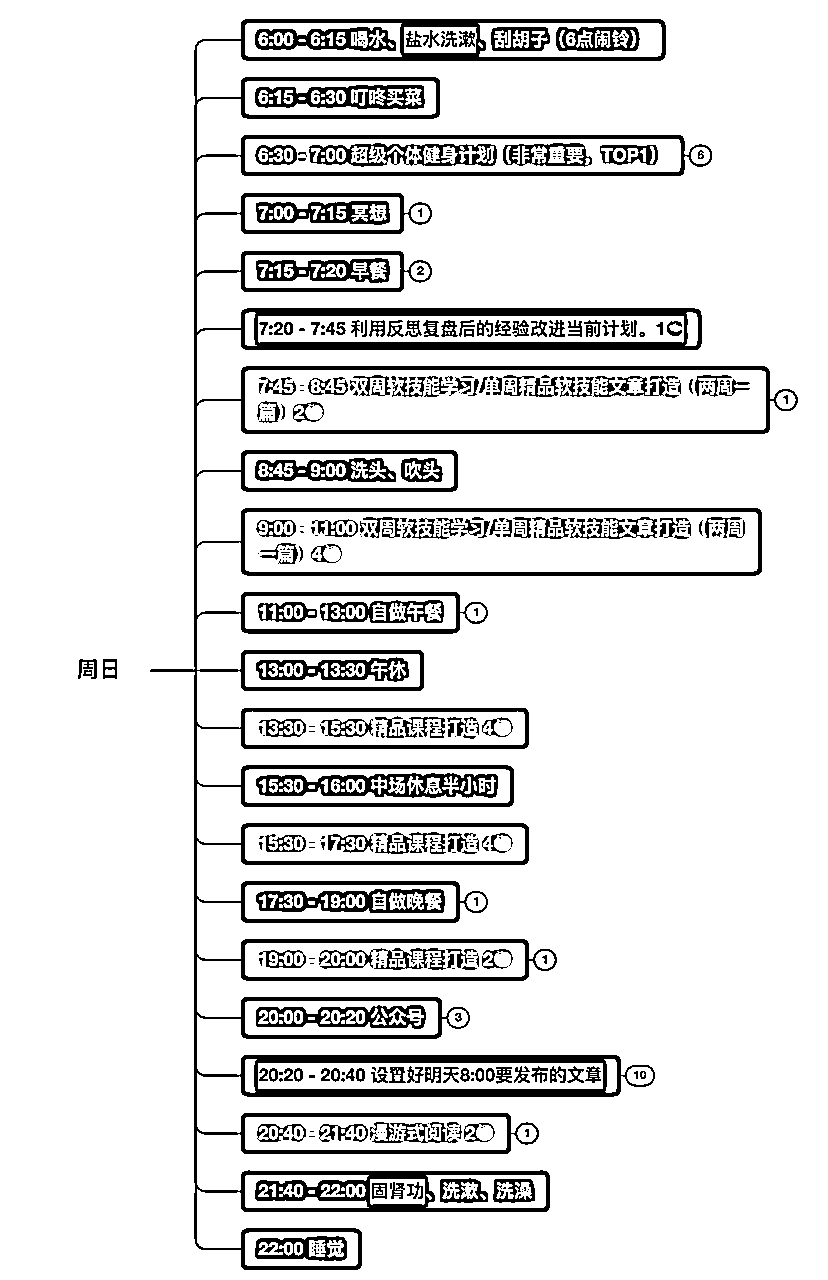 周日
6:00 - 6:15 喝水、盐水洗漱、刮胡子（6点闹铃）
6:15 - 6:30 叮咚买菜
6:30 - 7:00 超级个体健身计划（非常重要，TOP1）
6
7:00 - 7:15 冥想
1
7:15 - 7:20 早餐
2
7:20 - 7:45 利用反思复盘后的经验改进当前计划。1
7:45 - 8:45 双周软技能学习/单周精品软技能文章打造（两周一
篇）2
1
8:45 - 9:00 洗头、吹头
9:00 - 11:00 双周软技能学习/单周精品软技能文章打造（两周
一篇）4
11:00 - 13:00 自做午餐
1
13:00 - 13:30 午休
13:30 - 15:30 精品课程打造 4
15:30 - 16:00 中场休息半小时
15:30 - 17:30 精品课程打造 4
17:30 - 19:00 自做晚餐
1
19:00 - 20:00 精品课程打造 2
1
20:00 - 20:20 公众号
3
20:20 - 20:40 设置好明天8:00要发布的文章
10
20:40 - 21:40 漫游式阅读 2
1
21:40 - 22:00 固肾功、洗漱、洗澡
22:00 睡觉